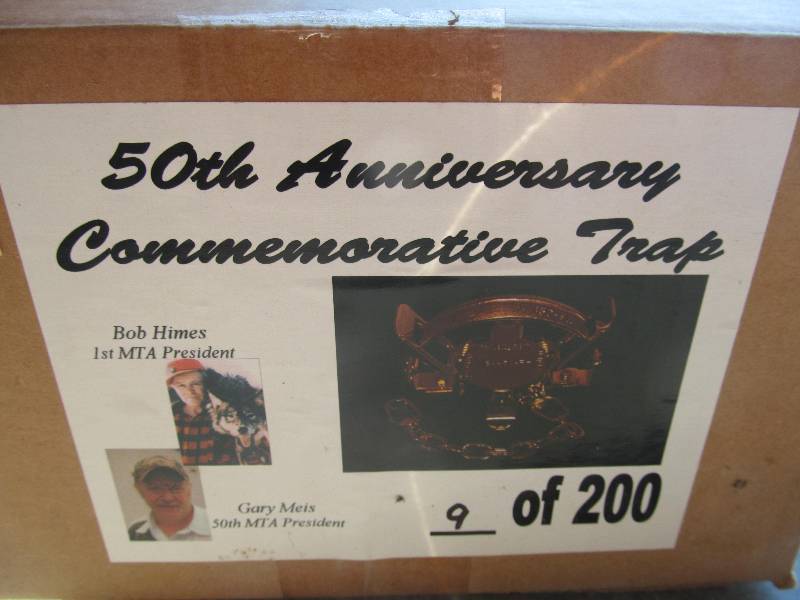 50th Anniversary
Commemorative Trap
Bob Himes
1st MTA President
Gary Meis
50th MTA President
9 of 200